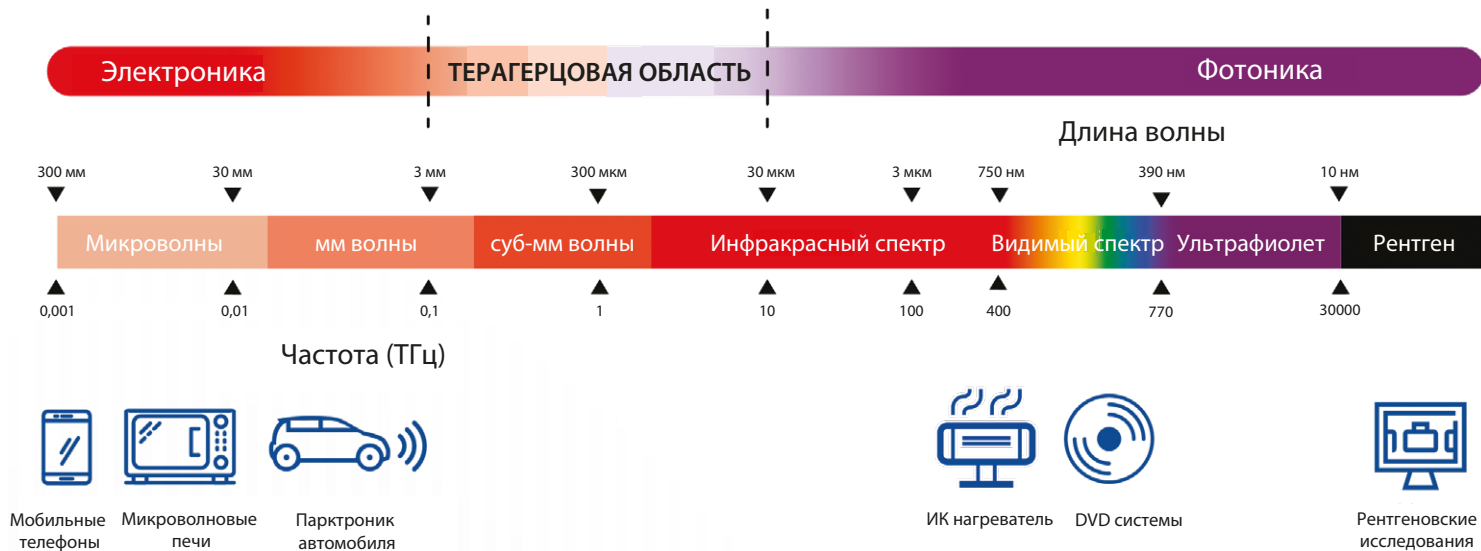 Электроника ТЕРАГЕРЦОВАЯ ОБЛАСТЬ Фотоника
Длина волны
300 мм 30 мм 3 мм 300 мкм 30 мкм 3 мкм 750 нм 390 нм 10 нм
Микроволны мм волны суб-мм волны Инфракрасный спектр Видимый спектр Ультрафиолет Рентген
0,001 0,01 0,1 1 10 100 400 770 30000
Частота (ТГц)
Мобильные
телефоны
Микроволновые
печи
Парктроник
автомобиля
ИК нагреватель
DVD системы
Рентгеновские
исследования